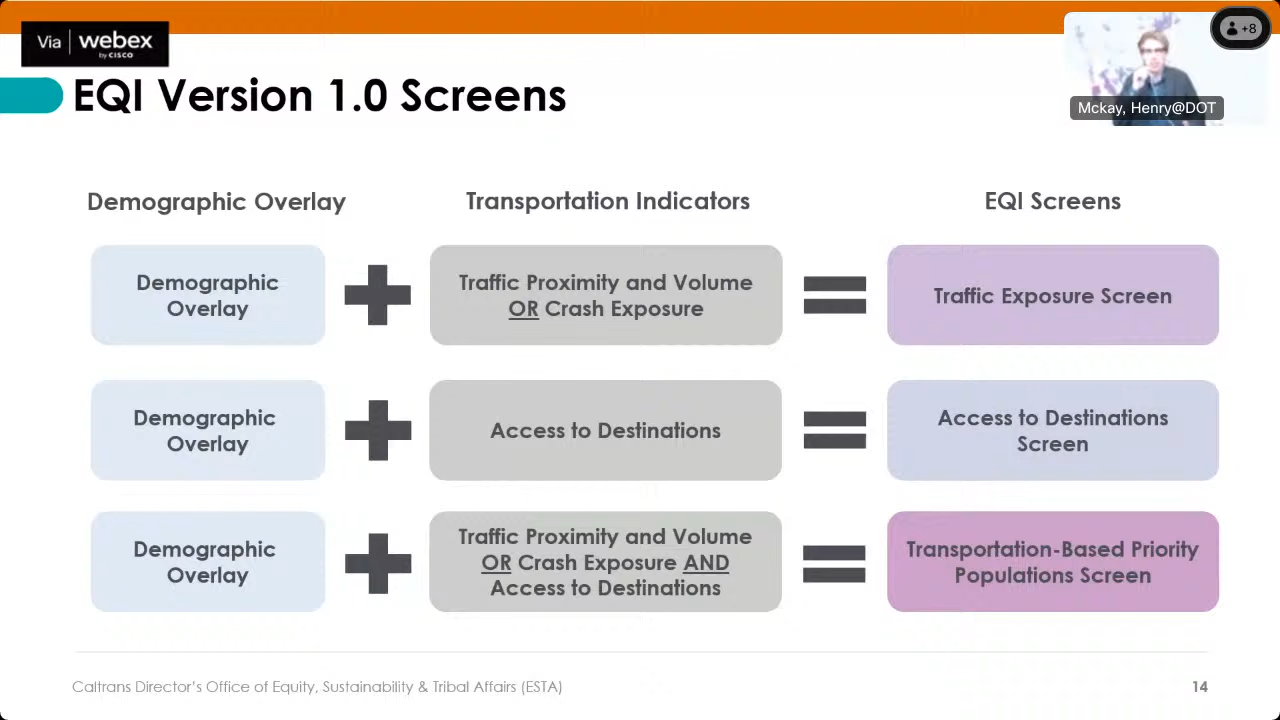 Via webex
by CISCO
+8
EQI Version 1.0 Screens
Mckay, Henry@DOT
Demographic Overlay
Transportation Indicators
EQI Screens
Demographic
Overlay
Traffic Proximity and Volume
OR Crash Exposure
Traffic Exposure Screen
Demographic
Overlay
Access to Destinations
Access to Destinations
Screen
Demographic
Overlay
Traffic Proximity and Volume
OR Crash Exposure AND
Access to Destinations
Transportation-Based Priority
Populations Screen
Caltrans Director’s Office of Equity, Sustainability & Tribal Affairs (ESTA)
14